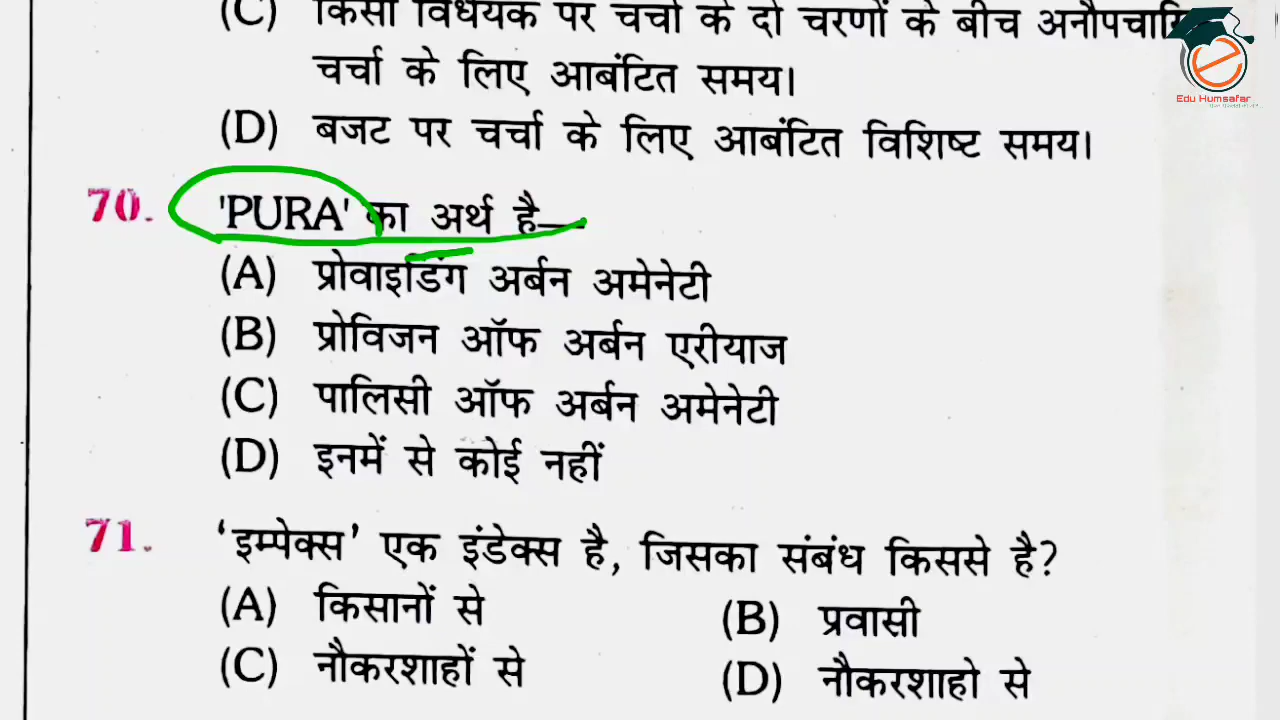 (C) किसी विधेयक पर चर्चा के दो चरणों के बीच
चर्चा के लिए आबंटित समय।
Edu Humsafar
(D) बजट पर चर्चा के लिए आबंटित विशिष्ट समय।
70. 'PURA' का अर्थ है—
(A) प्रोवाइडिंग अर्बन अमेनेटी
(B) प्रोविजन ऑफ अर्बन एरीयाज
(C) पालिसी ऑफ अर्बन अमेनेटी
(D) इनमें से कोई नहीं
71. ‘इम्पेक्स’ एक इंडेक्स है, जिसका संबंध किससे है?
(A) किसानों से (B) प्रवासी
(C) नौकरशाहों से (D) नौकरशाहो से